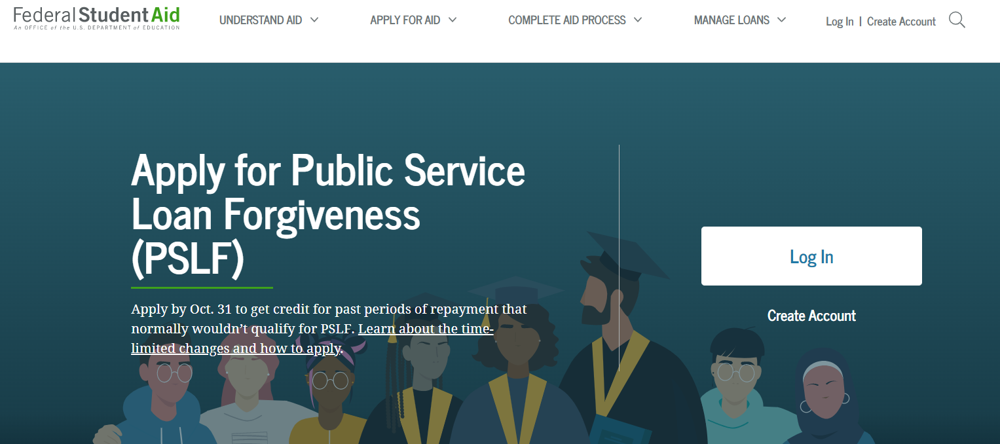 Federal Student Aid
An OFFICE of the U.S. DEPARTMENT of EDUCATION
UNDERSTAND AID
APPLY FOR AID
COMPLETE AID PROCESS
MANAGE LOANS
Log In | Create Account
Apply for Public Service
Loan Forgiveness
(PSLF)
Apply by Oct. 31 to get credit for past periods of repayment that
normally wouldn’t qualify for PSLF. Learn about the time-
limited changes and how to apply.
Log In
Create Account